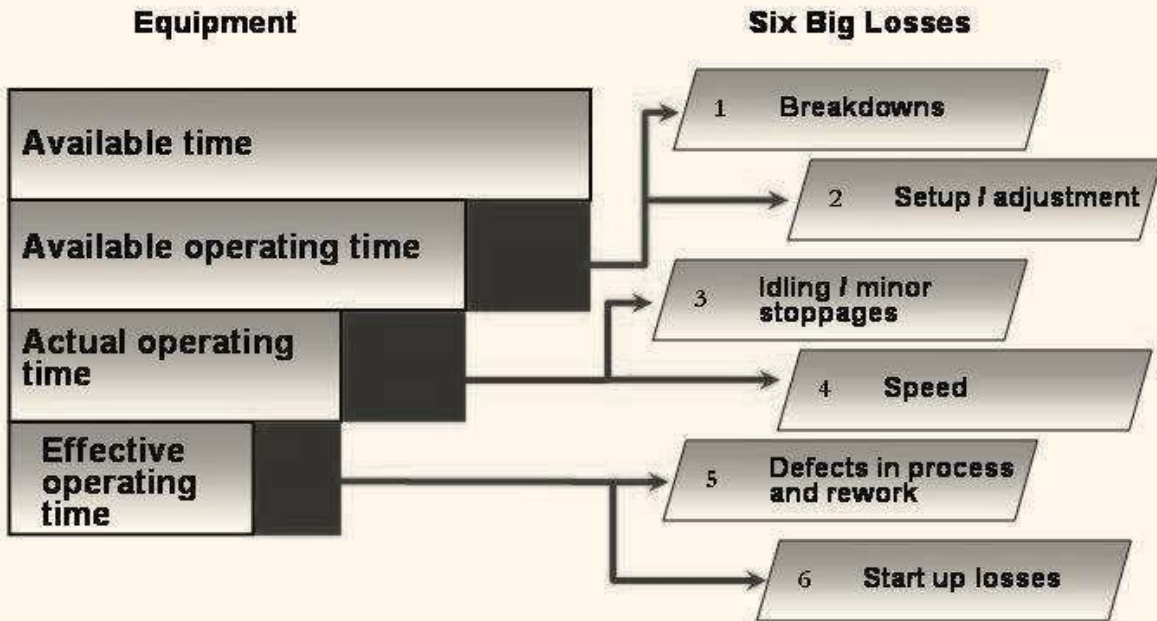 Equipment
Six Big Losses
Available time
Available operating time
Actual operating
time
Effective
operating
time
1 Breakdowns
2 Setup / adjustment
3 Idling / minor
stoppages
4 Speed
5 Defects in process
and rework
6 Start up losses